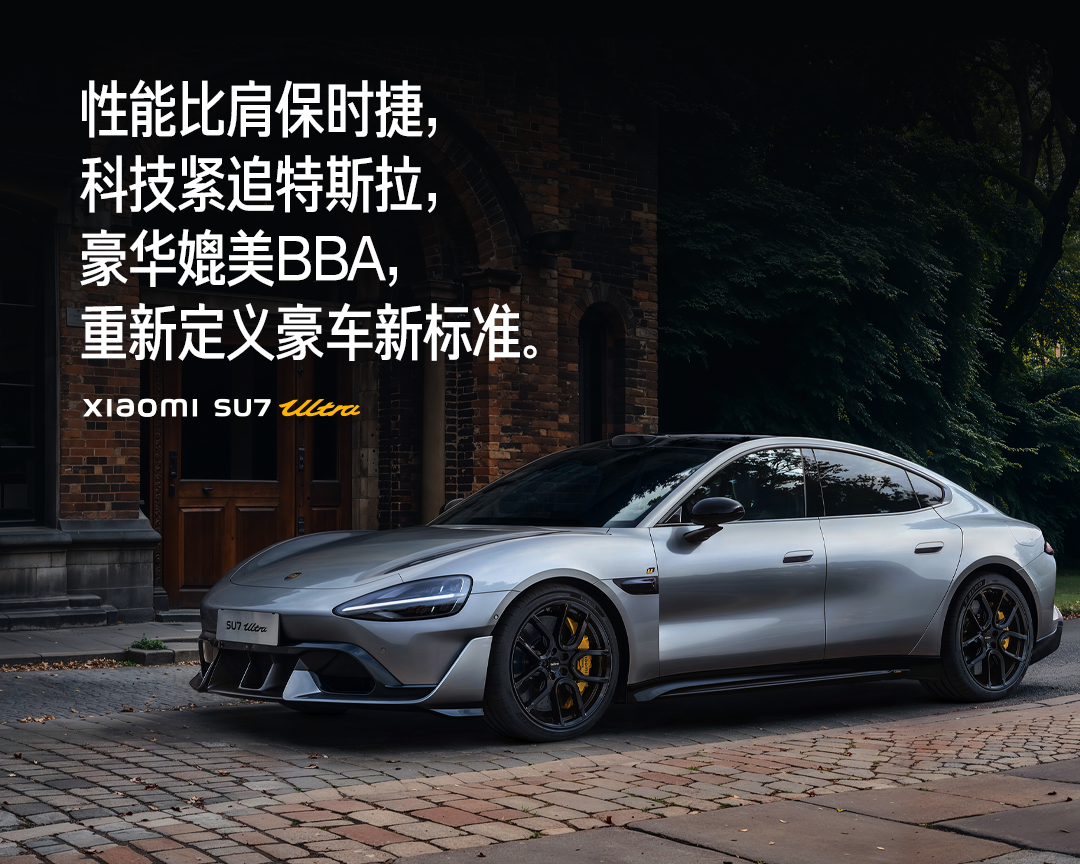 性能比肩保时捷，
科技紧追特斯拉，
豪华媲美BBA，
重新定义豪车新标准。
XIAOMI SU7 Ultra
SU7 Ultra